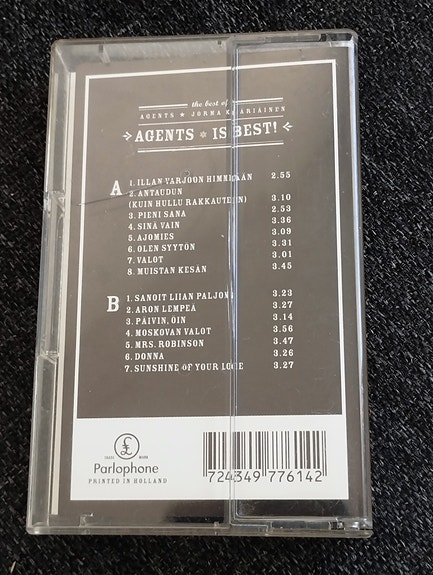 the best of
AGENTS ★ JORMA KÄÄRIÄINEN
AGENTS ★ IS BEST!
A
1. ILLAN VARJOON HIMMEÄÄN 2.55
2. ANTAUDUN
(KUIN HULLU RAKKAUTEEN) 3.10
3. PIENI SANA 2.53
4. SINÄ VAIN 3.36
5. AJOMIES 3.09
6. OLEN SYYTÖN 3.31
7. VALOT 3.01
8. MUISTAN KESÄN 3.45
B
1. SANOIT LIIAN PALJON 3.23
2. ARON LEMPEÄ 3.27
3. PÄIVIN, ÖIN 3.14
4. MOSKOVAN VALOT 3.56
5. MRS. ROBINSON 3.47
6. DONNA 3.26
7. SUNSHINE OF YOUR LOVE 3.27
£
TRADE MARK
Parlophone
PRINTED IN HOLLAND
724349 776142